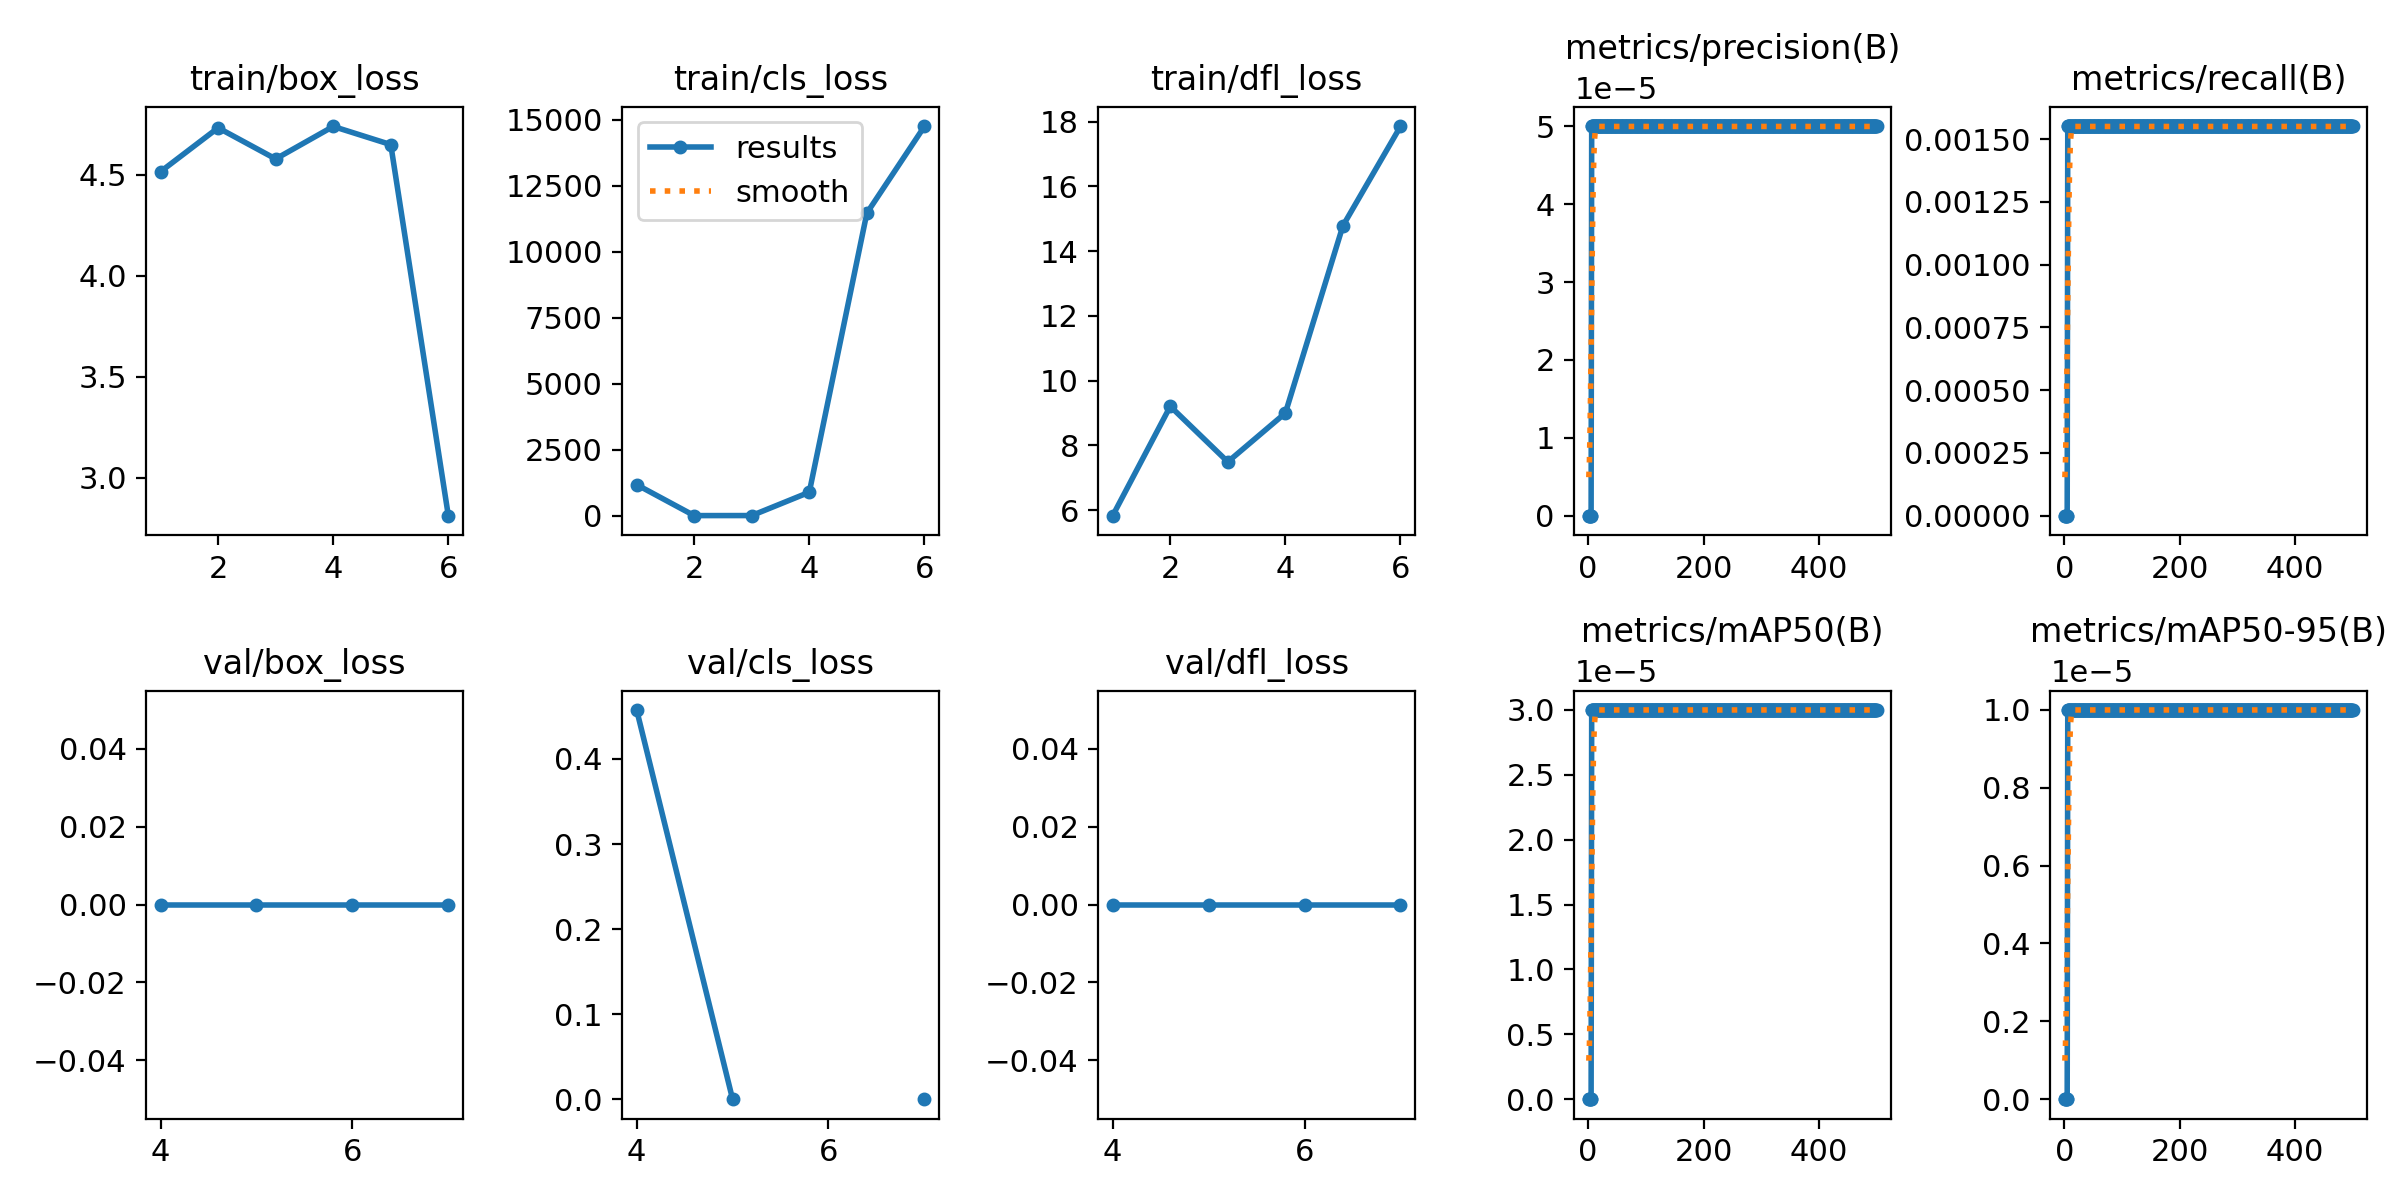 train/box_loss
4.5
4.0
3.5
3.0
2 4 6
train/cls_loss
15000
12500
10000
7500
5000
2500
0
results
smooth
2 4 6
train/dfl_loss
18
16
14
12
10
8
6
2 4 6
metrics/precision(B)
1e−5
5
4
3
2
1
0
0 200 400
metrics/recall(B)
0.00150
0.00125
0.00100
0.00075
0.00050
0.00025
0.00000
0 200 400
val/box_loss
0.04
0.02
0.00
−0.02
−0.04
4 6
val/cls_loss
0.4
0.3
0.2
0.1
0.0
4 6
val/dfl_loss
0.04
0.02
0.00
−0.02
−0.04
4 6
metrics/mAP50(B)
1e−5
3.0
2.5
2.0
1.5
1.0
0.5
0.0
0 200 400
metrics/mAP50-95(B)
1e−5
1.0
0.8
0.6
0.4
0.2
0.0
0 200 400